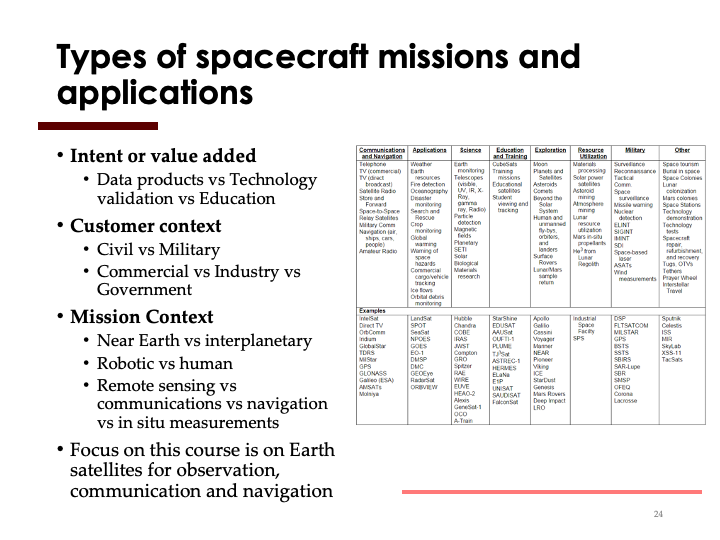 Types of spacecraft missions and
applications
• Intent or value added
• Data products vs Technology
validation vs Education
• Customer context
• Civil vs Military
• Commercial vs Industry vs
Government
• Mission Context
• Near Earth vs interplanetary
• Robotic vs human
• Remote sensing vs
communications vs navigation
vs in situ measurements
• Focus on this course is on Earth
satellites for observation,
communication and navigation
Communications
and Navigation
Telephone
TV (commercial)
TV (direct
broadcast)
Satellite Radio
Store and
Forward
Space-to-Space
Relay Satellites
Military Comm
Navigation (air,
ships, cars,
people)
Amateur Radio
Applications
Weather
Earth
resources
Fire detection
Oceanography
Disaster
monitoring
Search and
Rescue
Crop
monitoring
Global
warming
Warning of
space
hazards
Commercial
cargo/vehicle
tracking
Ice flows
Orbital debris
monitoring
Science
Earth
monitoring
Telescopes
(visible,
UV, IR, X-
Ray,
gamma
ray, Radio)
Particle
detection
Magnetic
fields
Planetary
SETI
Solar
Biological
Materials
research
Education
and Training
CubeSats
Training
missions
Educational
satellites
Student
viewing and
tracking
Exploration
Moon
Planets and
Satellites
Asteroids
Comets
Beyond the
Solar
System
Human and
unmanned
fly-bys,
orbiters,
and
landers
Surface
Rovers
Lunar/Mars
sample
return
Resource
Utilization
Materials
processing
Solar power
satellites
Asteroid
mining
Atmosphere
mining
Lunar
resource
utilization
Mars in-situ
propellants
He3 from
Lunar
Regolith
Military
Surveillance
Reconnaissance
Tactical
Comm.
Space
surveillance
Missile warning
Nuclear
detection
ELINT
SIGINT
IMINT
SDI
Space-based
laser
ASATs
Wind
measurements
Other
Space tourism
Burial in space
Space Colonies
Lunar
colonization
Mars colonies
Space Stations
Technology
demonstration
Technology
tests
Spacecraft
repair,
refurbishment,
and recovery
Tugs, OTVs
Tethers
Prayer Wheel
Interstellar
Travel
Examples
IntelSat
Direct TV
OrbComm
Iridium
GlobalStar
TDRS
MilStar
GPS
GLONASS
Galileo (ESA)
AMSATs
Molniya
LandSat
SPOT
SeaSat
NPOES
GOES
EO-1
DMSP
DMC
GEOEye
RadarSat
ORBVIEW
Hubble
Chandra
COBE
IRAS
JWST
Compton
GRO
Spitzer
RAE
WIRE
EUVE
HEAO-2
Alexis
GeneSat-1
OCO
A-Train
StarShine
EDUSAT
AAUSat
OUFTI-1
PLUME
TJ3Sat
ASTREC-1
HERMES
ELaNa
E1P
UNISAT
SAUDISAT
FalconSat
Apollo
Galileo
Cassini
Voyager
Mariner
NEAR
Pioneer
Viking
ICE
StarDust
Genesis
Mars Rovers
Deep Impact
LRO
Industrial
Space
Facility
SPS
DSP
FLTSATCOM
MILSTAR
GPS
BSTS
SSTS
SBIRS
SAR-Lupe
SBR
SMSP
OFEQ
Corona
Lacrosse
Sputnik
Celestis
ISS
MIR
SkyLab
XSS-11
TacSats
24